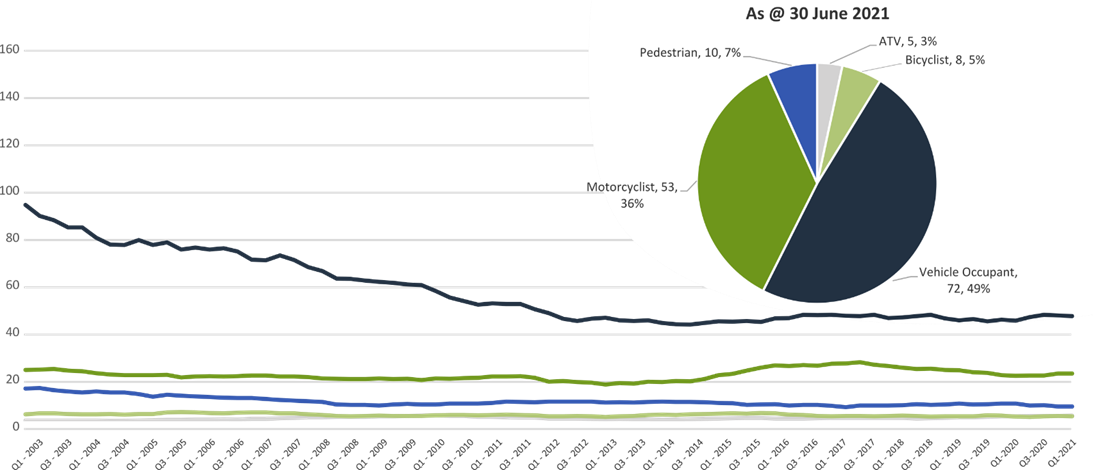 As @ 30 June 2021
ATV, 5, 3%
Pedestrian, 10, 7%
Bicyclist, 8, 5%
Motorcyclist, 53,
36%
Vehicle Occupant,
72, 49%
160
140
120
100
80
60
40
20
0
Q1 - 2003
Q3 - 2003
Q1 - 2004
Q3 - 2004
Q1 - 2005
Q3 - 2005
Q1 - 2006
Q3 - 2006
Q1 - 2007
Q3 - 2007
Q1 - 2008
Q3 - 2008
Q1 - 2009
Q3 - 2009
Q1 - 2010
Q3 - 2010
Q1 - 2011
Q3 - 2011
Q1 - 2012
Q3 - 2012
Q1 - 2013
Q3 - 2013
Q1 - 2014
Q3 - 2014
Q1 - 2015
Q3 - 2015
Q1 - 2016
Q3 - 2016
Q1 - 2017
Q3 - 2017
Q1 - 2018
Q3 - 2018
Q1 - 2019
Q3 - 2019
Q1 -2020
Q3 -2020
Q1-2021